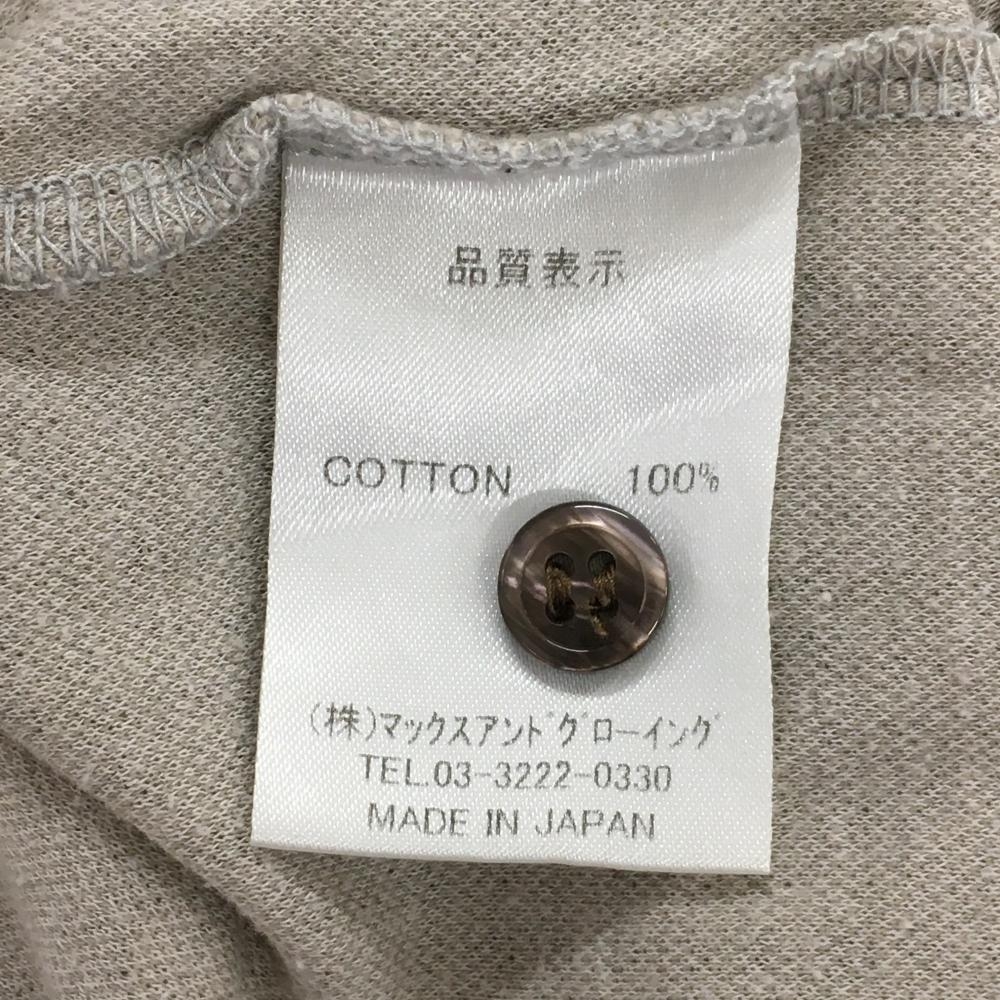 品質表示
COTTON 100%
(株)マックスアンドグローイング
TEL.03-3222-0330
MADE IN JAPAN